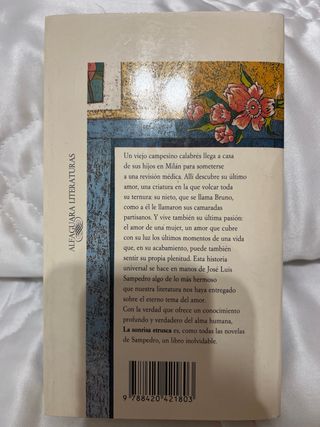 ALFAGUARA LITERATURAS
Un viejo campesino calabrés llega a casa
de sus hijos en Milán para someterse
a una revisión médica. Allí descubre su último
amor, una criatura en la que volcar toda
su ternura: su nieto, que se llama Bruno,
como a él le llamaron sus camaradas
partisanos. Y vive también su última pasión:
el amor de una mujer, un amor que cubre
con su luz los últimos momentos de una vida
que, en su acabamiento, puede también
sentir su propia plenitud. Esta historia
universal se hace en manos de José Luis
Sampedro algo de lo más hermoso
que nuestra literatura nos haya entregado
sobre el eterno tema del amor.
Con la verdad que ofrece un conocimiento
profundo y verdadero del alma humana,
La sonrisa etrusca es, como todas las novelas
de Sampedro, un libro inolvidable.
9 788420 421803